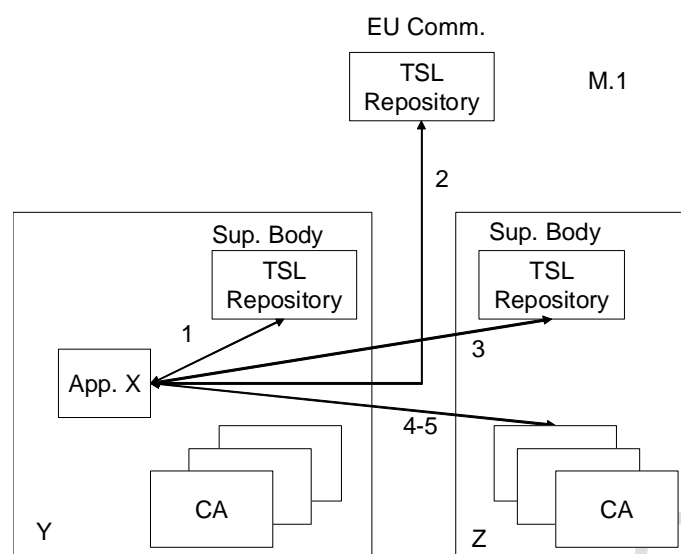 EU Comm.
TSL
Repository
M.1
2
Sup. Body
TSL
Repository
Sup. Body
TSL
Repository
1
3
App. X
4-5
CA
CA
Y
Z